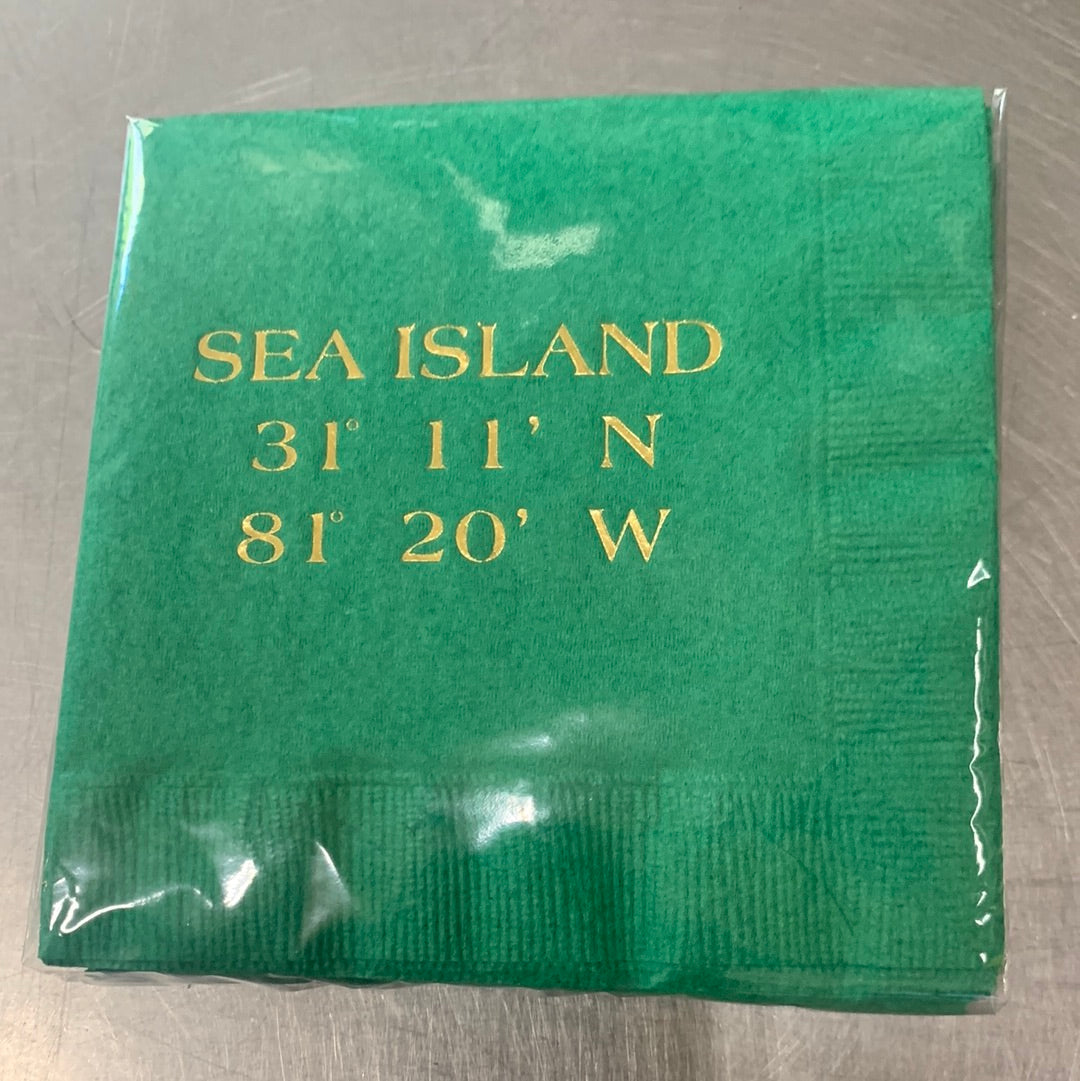 SEA ISLAND
31° 11' N
81° 20' W